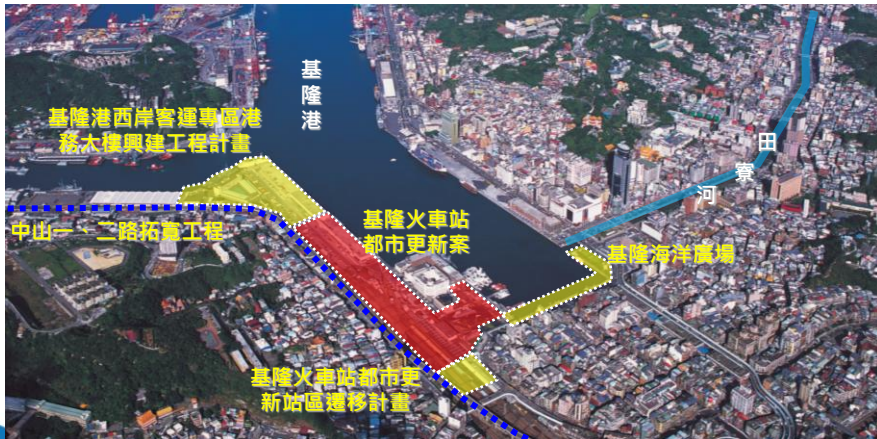 基隆港
基隆港西岸客運專區港
務大樓興建工程計畫
田寮河
中山一、二路拓寬工程
基隆火車站
都市更新案
基隆海洋廣場
基隆火車站都市更
新站區遷移計畫